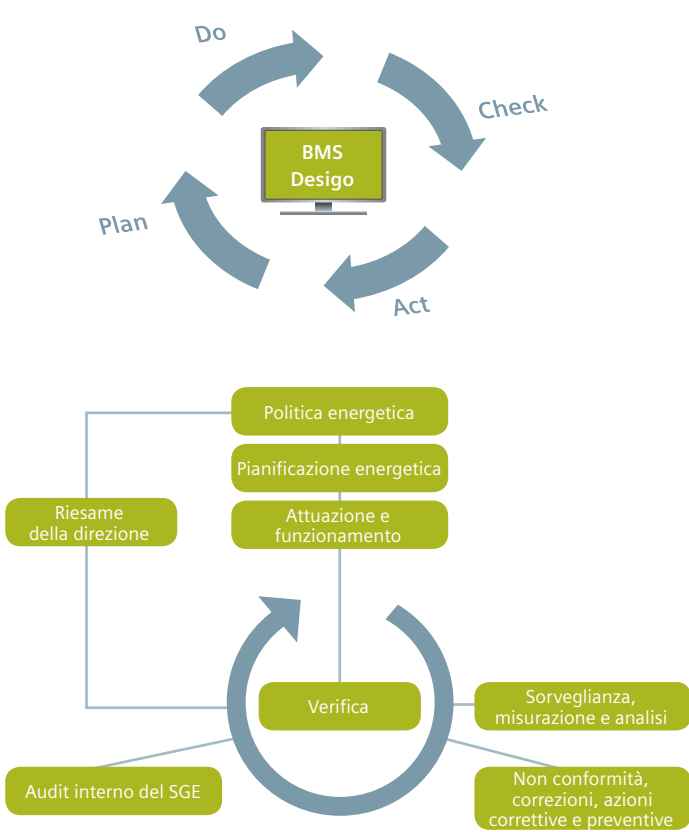 Do
Check
BMS
Desigo
Plan
Act
Politica energetica
Pianificazione energetica
Riesame
della direzione
Attuazione e
funzionamento
Verifica
Sorveglianza,
misurazione e analisi
Audit interno del SGE
Non conformità,
correzioni, azioni
correttive e preventive